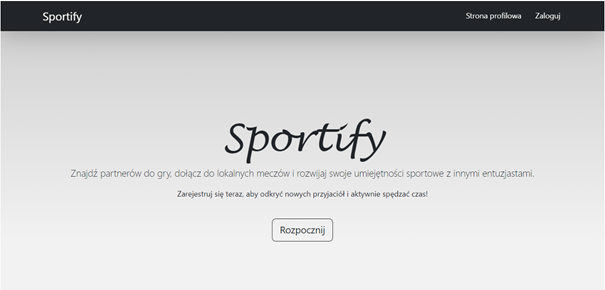 Sportify
Strona profilowa
Zaloguj
Sportify
Znajdź partnerów do gry, dołącz do lokalnych meczów i rozwijaj swoje umiejętności sportowe z innymi entuzjastami.
Zarejestruj się teraz, aby odkryć nowych przyjaciół i aktywnie spędzać czas!
Rozpocznij